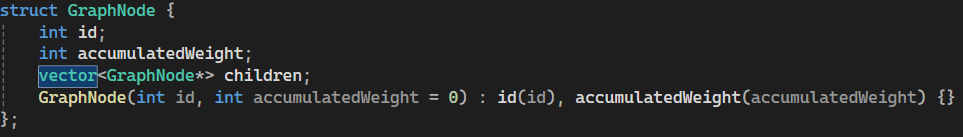 struct GraphNode {
    int id;
    int accumulatedWeight;
    vector<GraphNode*> children;
    GraphNode(int id, int accumulatedWeight = 0) : id(id), accumulatedWeight(accumulatedWeight) {}
};